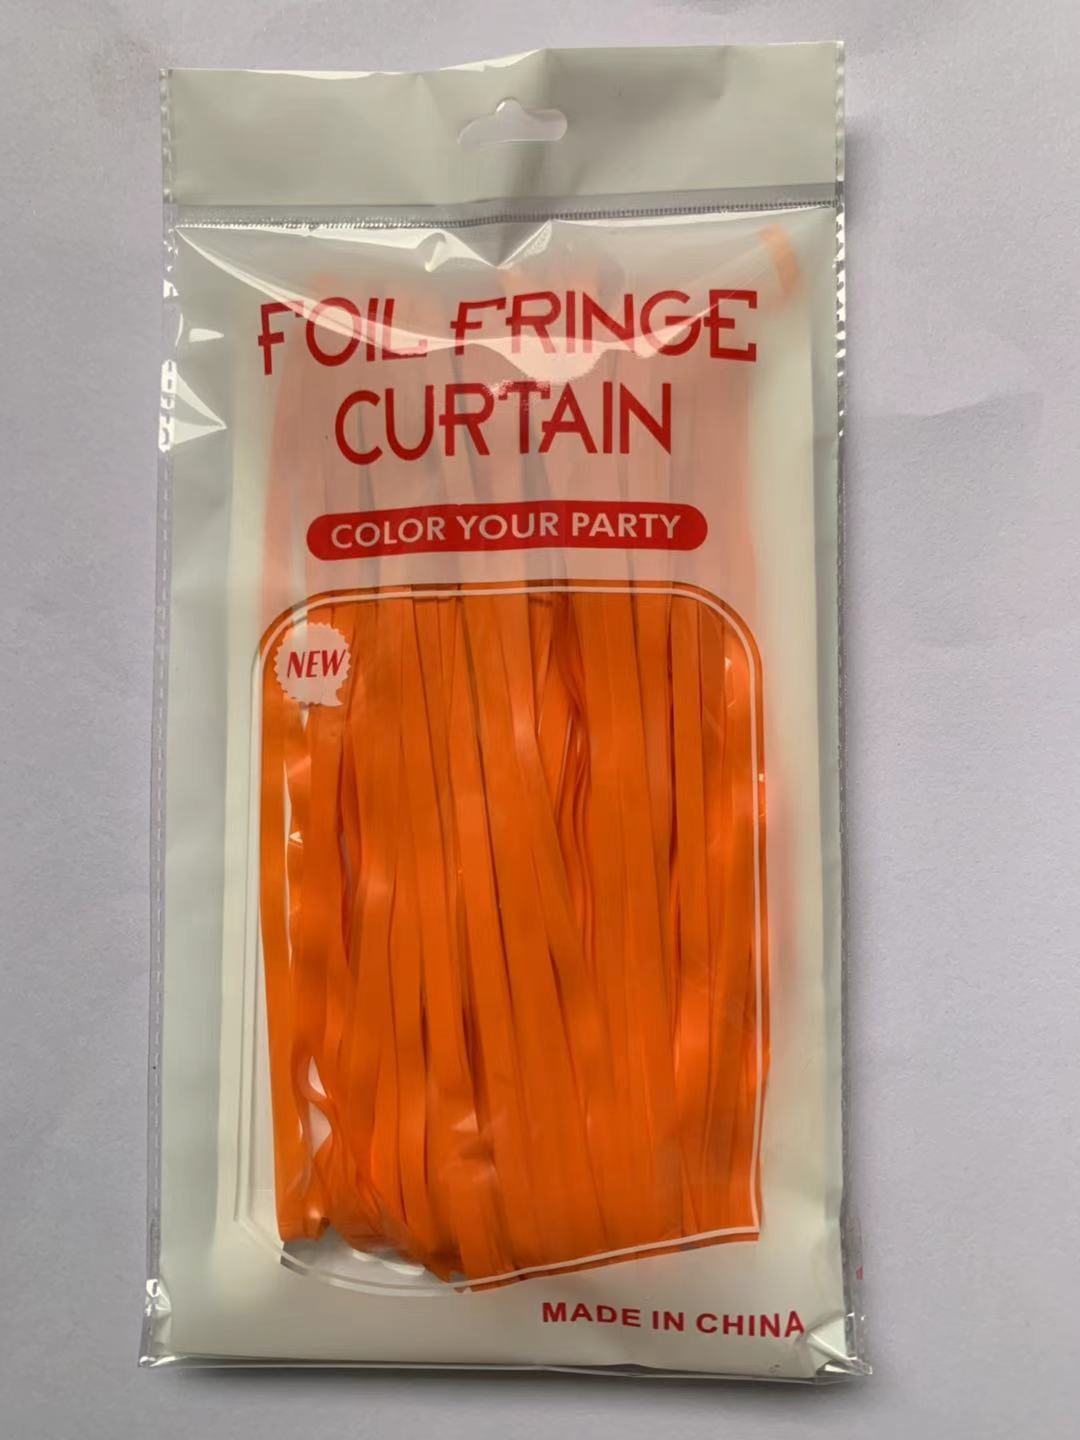 FOIL FRINGE
CURTAIN
COLOR YOUR PARTY
NEW
MADE IN CHINA